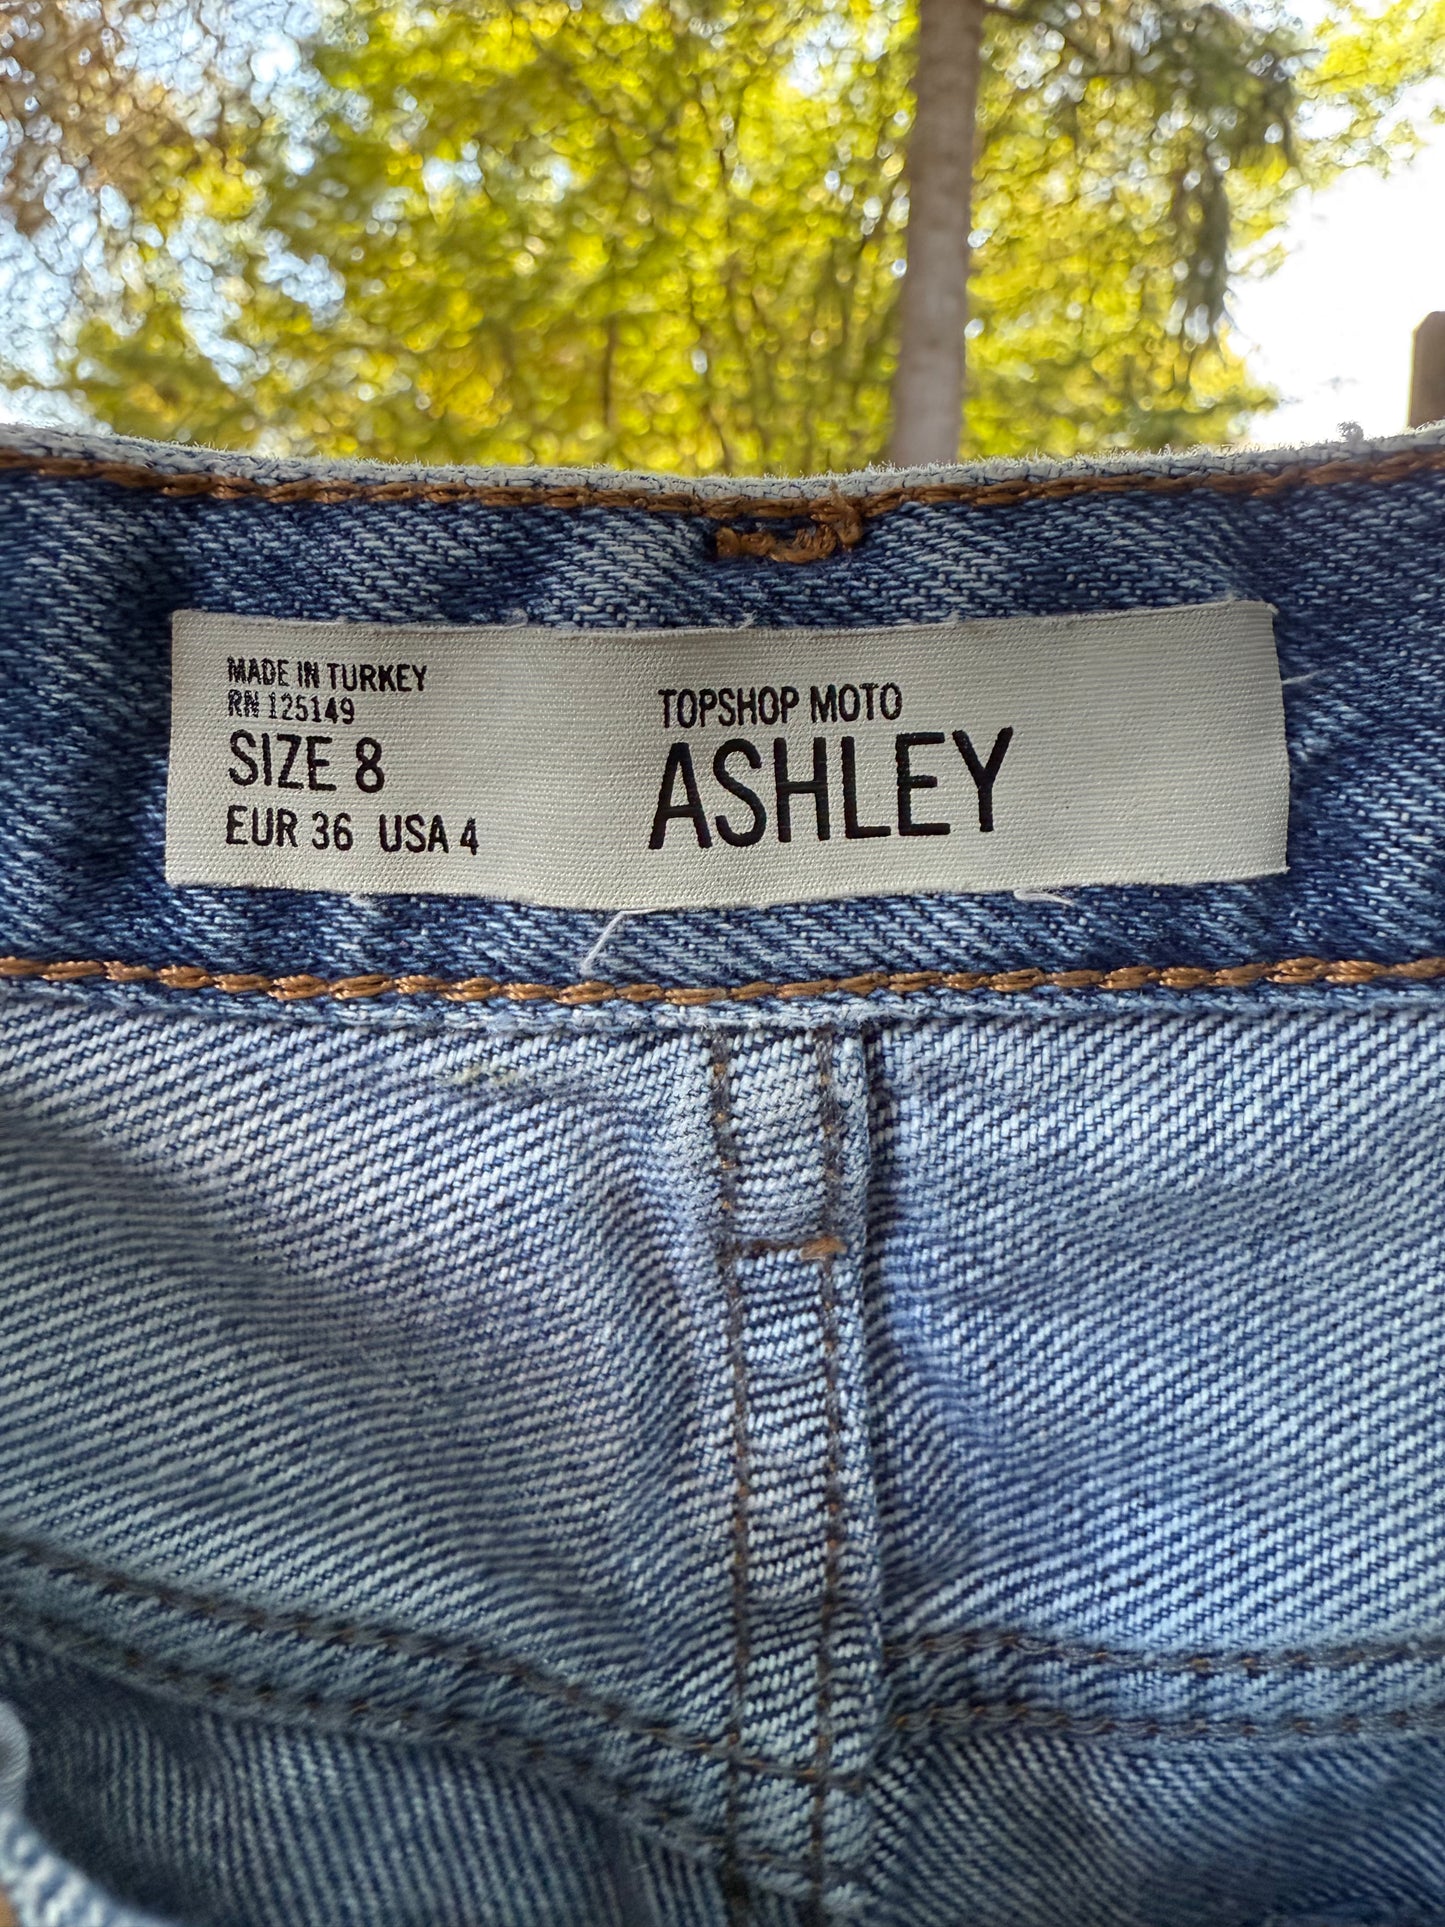 MADE IN TURKEY
RN 125149
SIZE 8
EUR 36 USA 4
TOPSHOP MOTO
ASHLEY